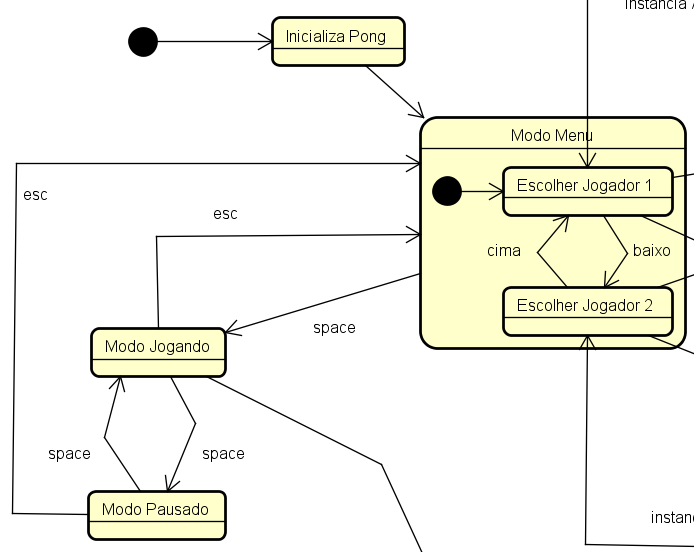 instancia
Inicializa Pong
Modo Menu
Escolher Jogador 1
esc
esc
cima
baixo
Escolher Jogador 2
space
Modo Jogando
space
space
Modo Pausado